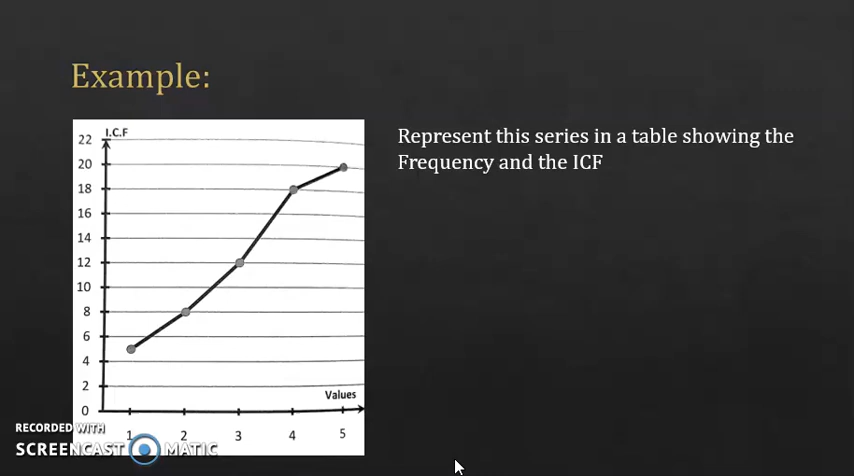 Example:
I.C.F
22
20
18
16
14
12
10
8
6
4
2
0
Values
1
2
3
4
5
Represent this series in a table showing the
Frequency and the ICF
RECORDED WITH
SCREENCAST MATIC